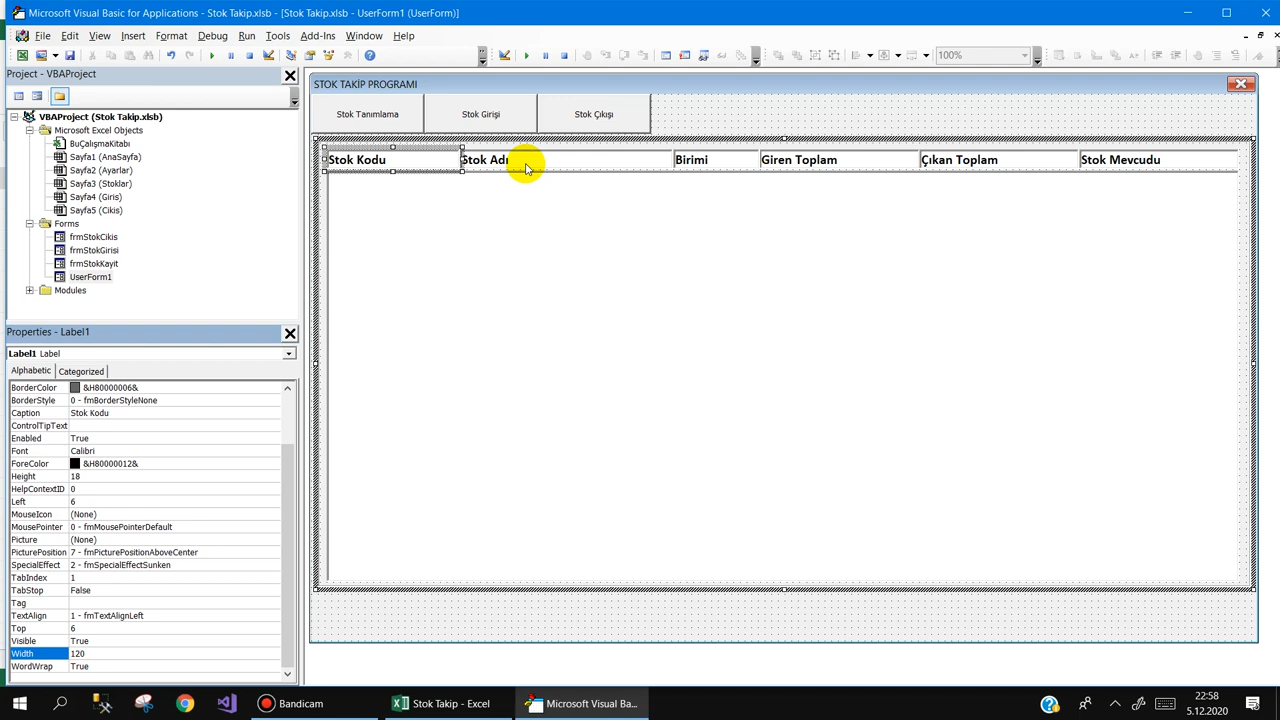 Microsoft Visual Basic for Applications - Stok Takip.xlsb - [Stok Takip.xlsb - UserForm1 (UserForm)]
File Edit View Insert Format Debug Run Tools Add-Ins Window Help
100%
Project - VBAProject
VBAProject (Stok Takip.xlsb)
Microsoft Excel Objects
BuÇalışmaKitabı
Sayfa1 (AnaSayfa)
Sayfa2 (Ayarlar)
Sayfa3 (Stoklar)
Sayfa4 (Giris)
Sayfa5 (Cikis)
Forms
frmStokCikis
frmStokGirisi
frmStokKayit
UserForm1
Modules
Properties - Label1
Label1 Label
Alphabetic Categorized
BorderColor &H80000006&
BorderStyle 0 - fmBorderStyleNone
Caption Stok Kodu
ControlTipText
Enabled True
Font Calibri
ForeColor &H80000012&
Height 18
HelpContextID 0
Left 6
MouseIcon (None)
MousePointer 0 - fmMousePointerDefault
Picture (None)
PicturePosition 7 - fmPicturePositionAboveCenter
SpecialEffect 2 - fmSpecialEffectSunken
TabIndex 1
TabStop False
Tag
TextAlign 1 - fmTextAlignLeft
Top 6
Visible True
Width 120
WordWrap True
STOK TAKİP PROGRAMI
Stok Tanımlama Stok Girişi Stok Çıkışı
Stok Kodu Stok Adı Birimi Giren Toplam Çıkan Toplam Stok Mevcudu
Bandicam Stok Takip - Excel Microsoft Visual Ba...
22:58
5.12.2020